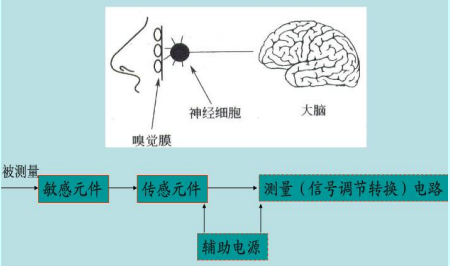 神经细胞
大脑
嗅觉膜
被测量
敏感元件
传感元件
测量（信号调节转换）电路
辅助电源